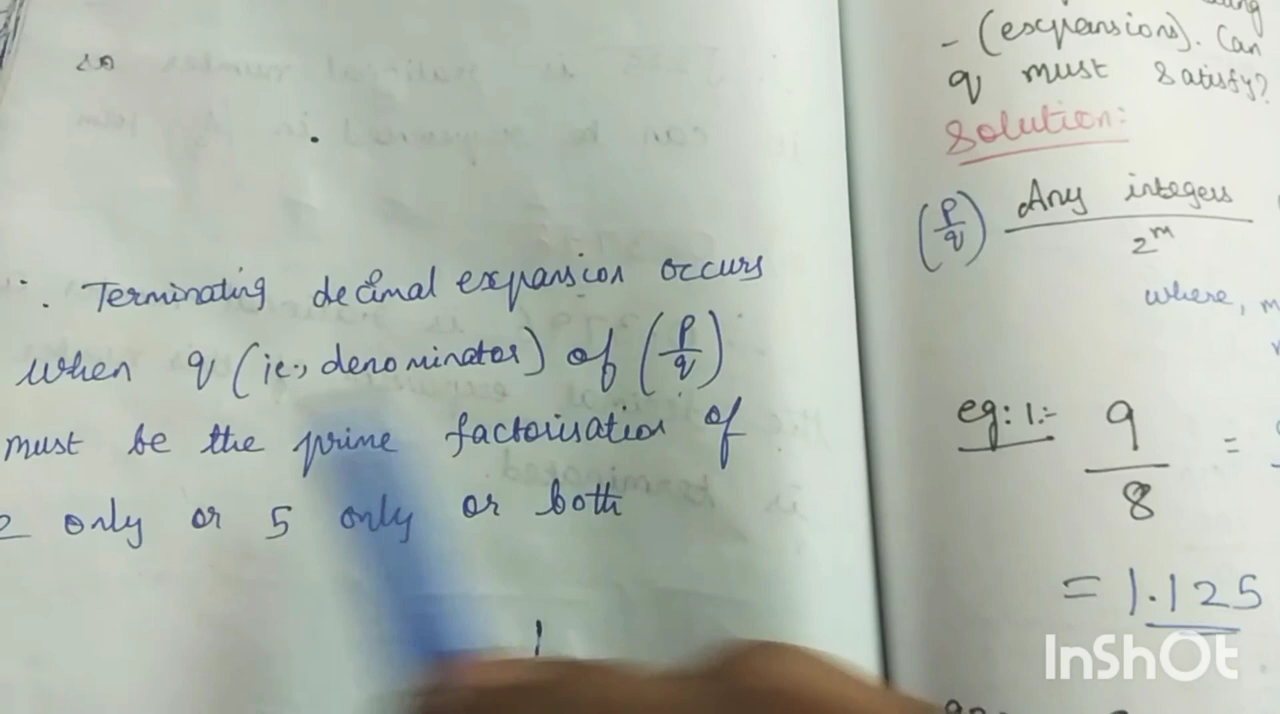 ∴ Terminating decimal expansion occurs
when q (ie., denominator) of (p/q)
must be the prime factorisation of
2 only or 5 only or both
- (expansions). Can
q must satisfy?
Solution:
(p/q) Any integers
2^m
where, m
eg: 1:- 9/8 =
= 1.125
InShOt